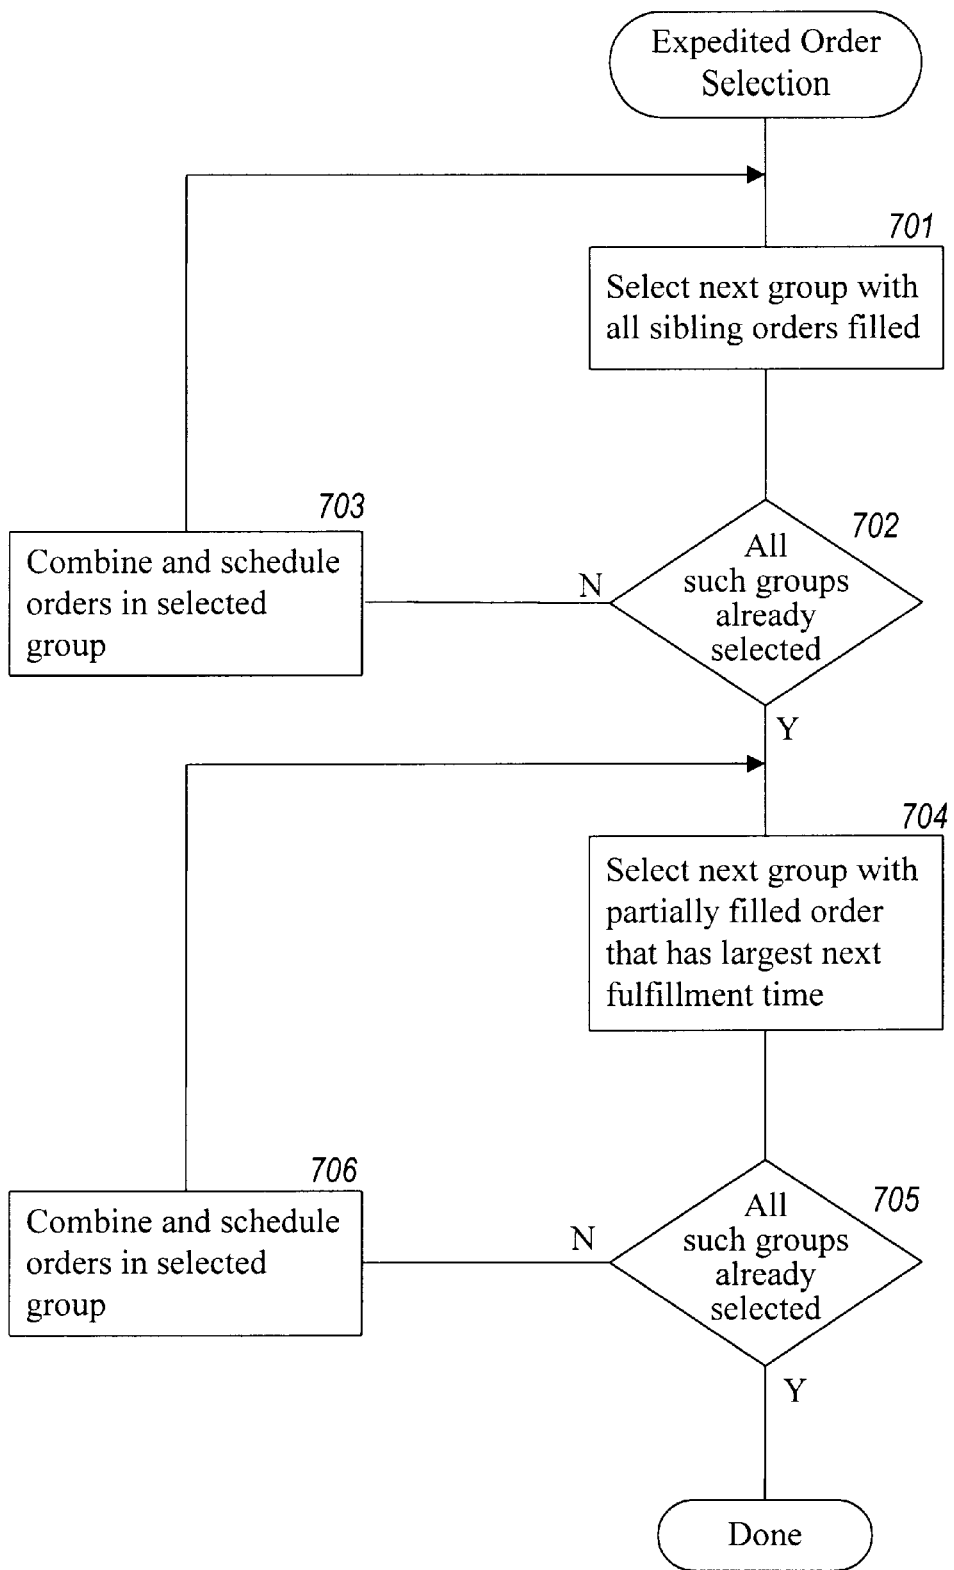 Expedited Order
Selection
701
Select next group with
all sibling orders filled
703
702
Combine and schedule
orders in selected
group
N
All
such groups
already
selected
Y
704
Select next group with
partially filled order
that has largest next
fulfillment time
706
705
Combine and schedule
orders in selected
group
N
All
such groups
already
selected
Y
Done